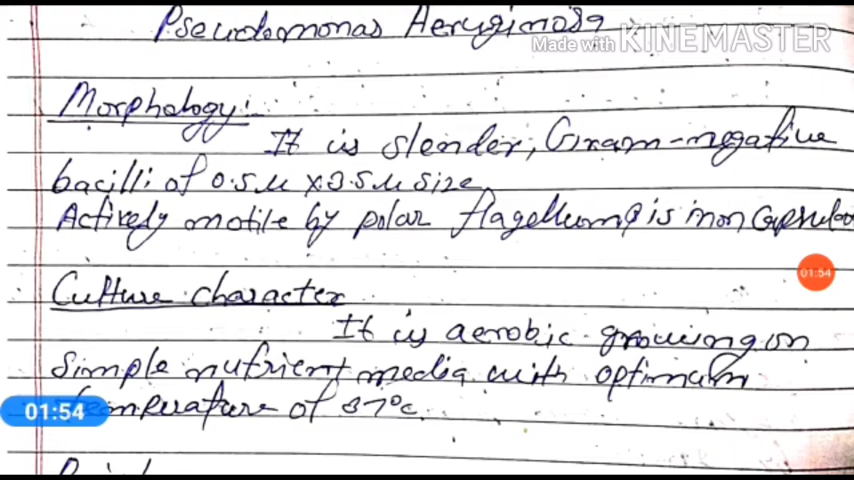 Pseudomonas Aeruginosa
Made with KINEMASTER
Morphology:-
It is slender, Gram-negative
bacilli of 0.5μ x 3.5μ size
Actively motile by polar flagellum & is non capsula
01:54
Culture character
It is aerobic growing on
simple nutrient media with optimum
01:54
temperature of 37°c